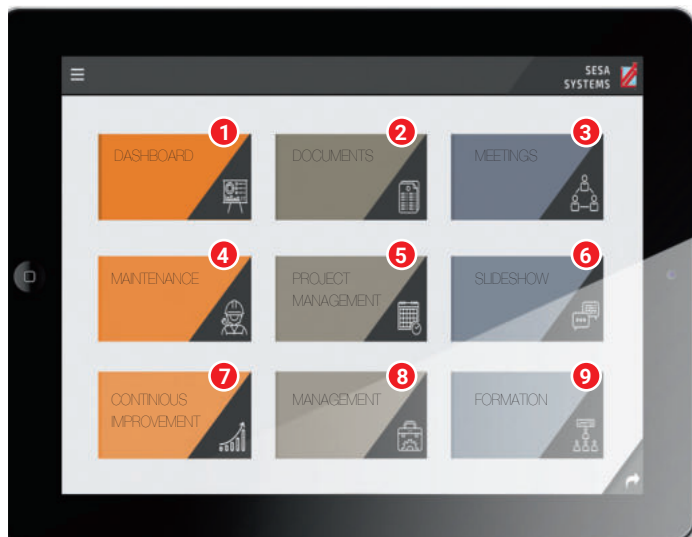 SESA
SYSTEMS
1
2
3
DASHBOARD
DOCUMENTS
MEETINGS
4
5
6
MAINTENANCE
PROJECT
MANAGEMENT
SLIDESHOW
7
8
9
CONTINIOUS
IMPROVEMENT
MANAGEMENT
FORMATION